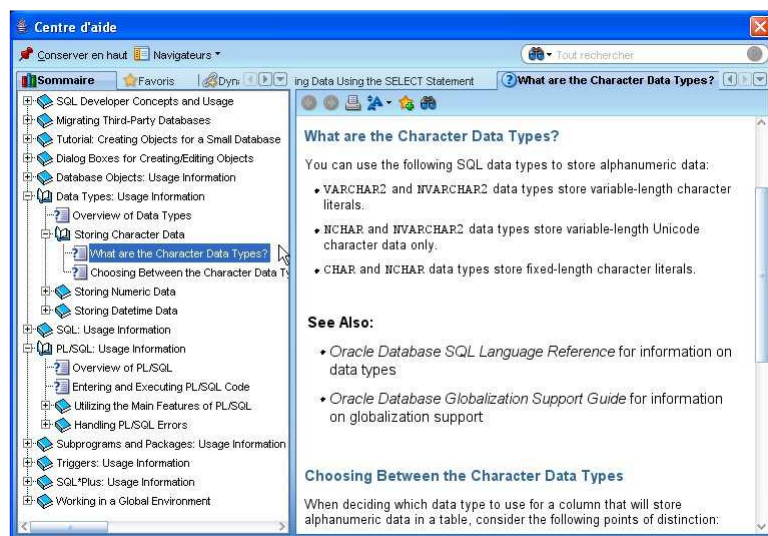 Centre d'aide
Conserver en haut Navigateurs
Tout rechercher
Sommaire Favoris Dyn
ing Data Using the SELECT Statement What are the Character Data Types?
SQL Developer Concepts and Usage
Migrating Third-Party Databases
Tutorial: Creating Objects for a Small Database
Dialog Boxes for Creating/Editing Objects
Database Objects: Usage Information
Data Types: Usage Information
Overview of Data Types
Storing Character Data
What are the Character Data Types?
Choosing Between the Character Data Ty
Storing Numeric Data
Storing Datetime Data
SQL: Usage Information
PL/SQL: Usage Information
Overview of PL/SQL
Entering and Executing PL/SQL Code
Utilizing the Main Features of PL/SQL
Handling PL/SQL Errors
Subprograms and Packages: Usage Information
Triggers: Usage Information
SQL*Plus: Usage Information
Working in a Global Environment
What are the Character Data Types?
You can use the following SQL data types to store alphanumeric data:
• VARCHAR2 and NVARCHAR2 data types store variable-length character
literals.
• NCHAR and NVARCHAR2 data types store variable-length Unicode
character data only.
• CHAR and NCHAR data types store fixed-length character literals.
See Also:
• Oracle Database SQL Language Reference for information on
data types
• Oracle Database Globalization Support Guide for information
on globalization support
Choosing Between the Character Data Types
When deciding which data type to use for a column that will store
alphanumeric data in a table, consider the following points of distinction: